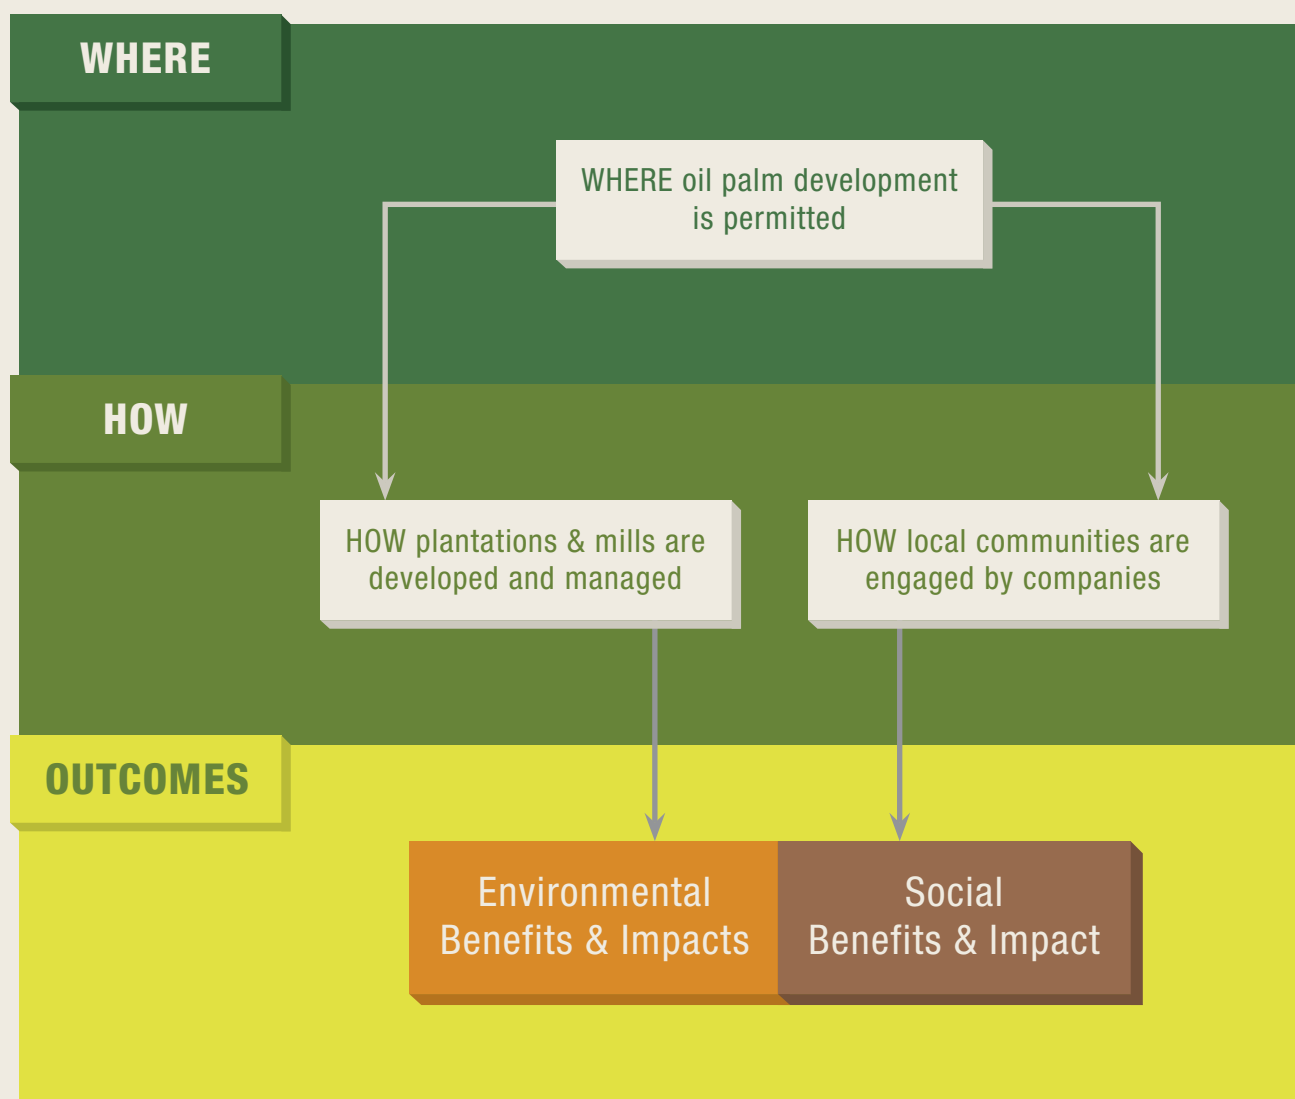 WHERE
WHERE oil palm development
is permitted
HOW
HOW plantations & mills are
developed and managed
HOW local communities are
engaged by companies
OUTCOMES
Environmental
Benefits & Impacts
Social
Benefits & Impact